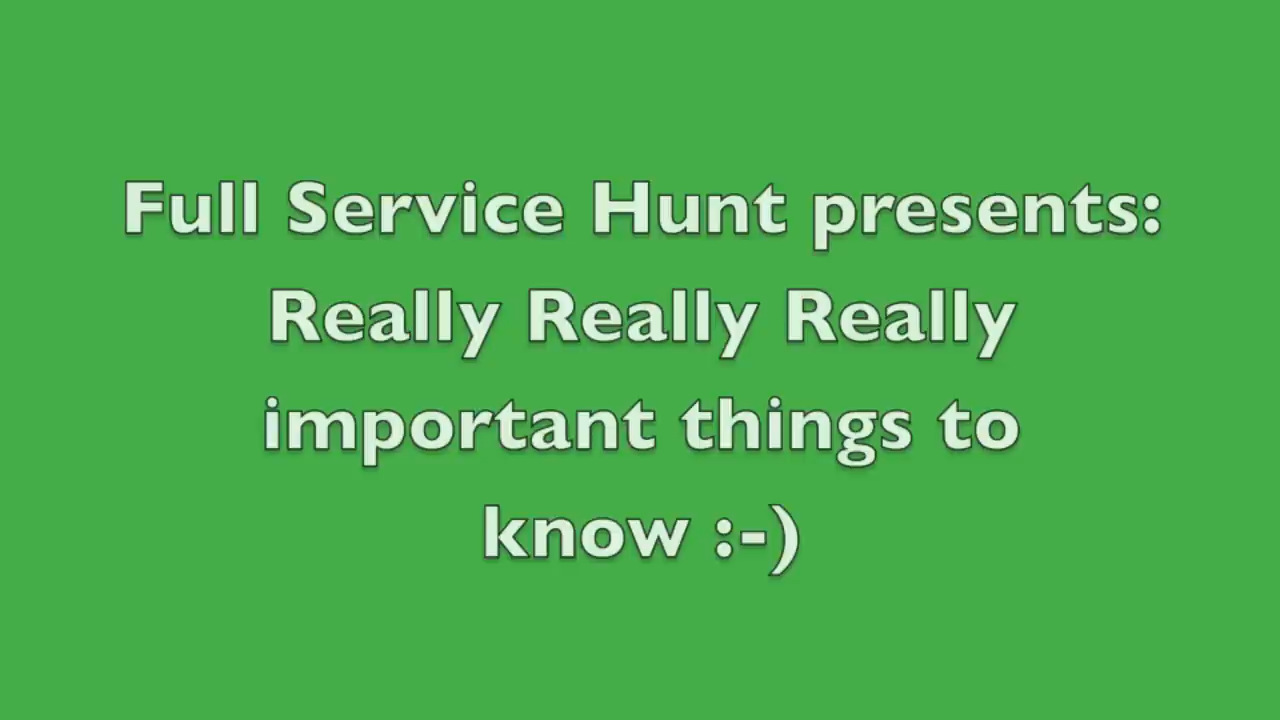 Full Service Hunt presents:
Really Really Really
important things to
know :-)